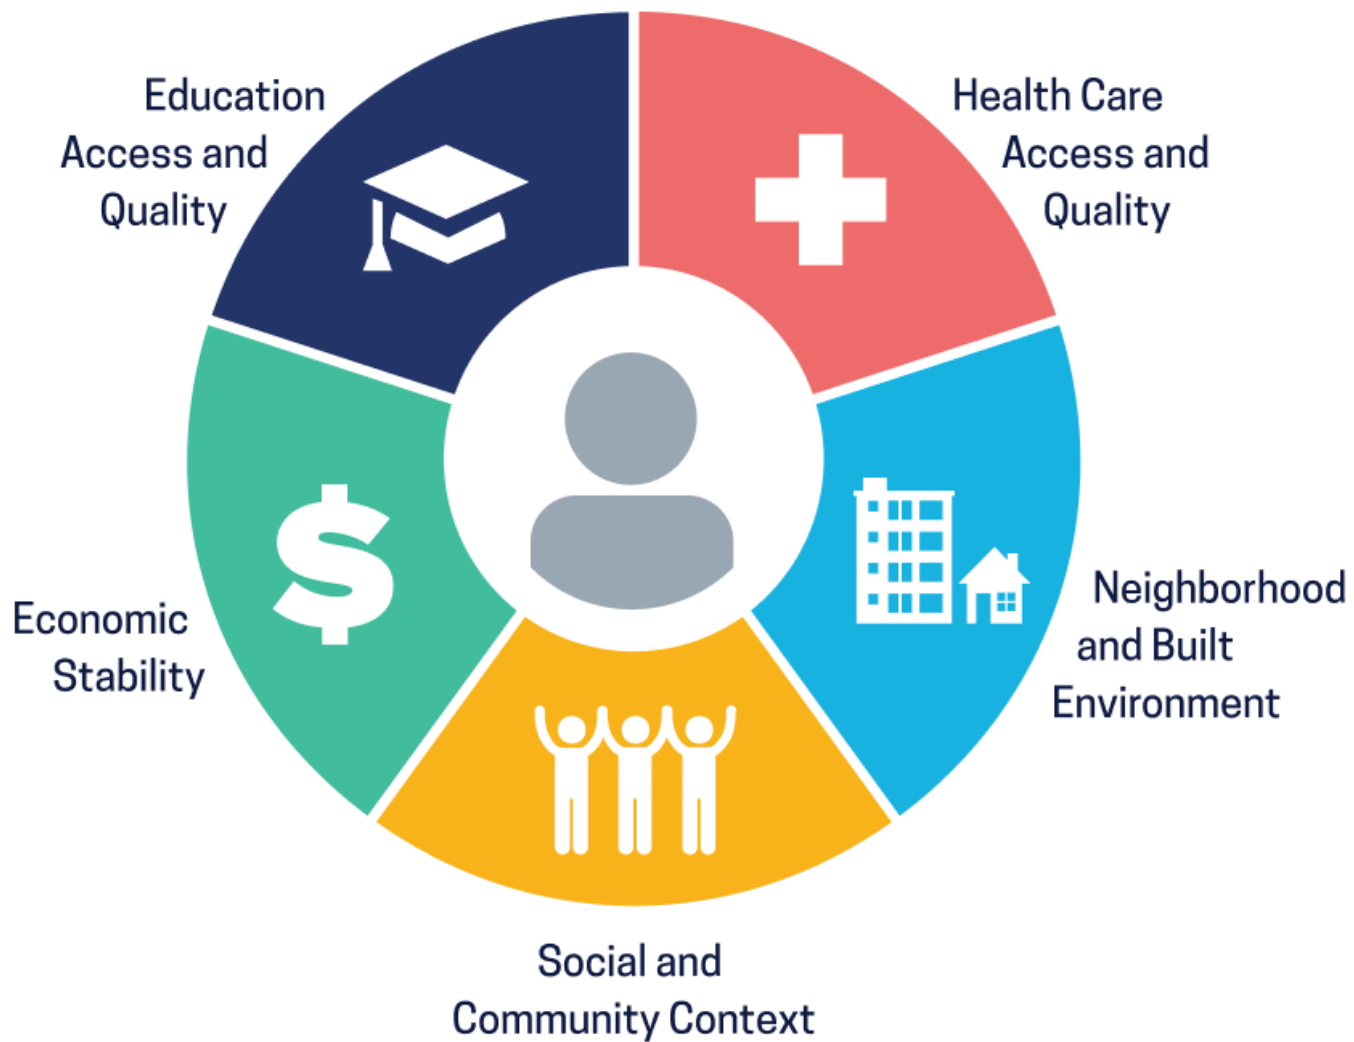 Education
Access and
Quality
Health Care
Access and
Quality
Economic
Stability
Neighborhood
and Built
Environment
Social and
Community Context